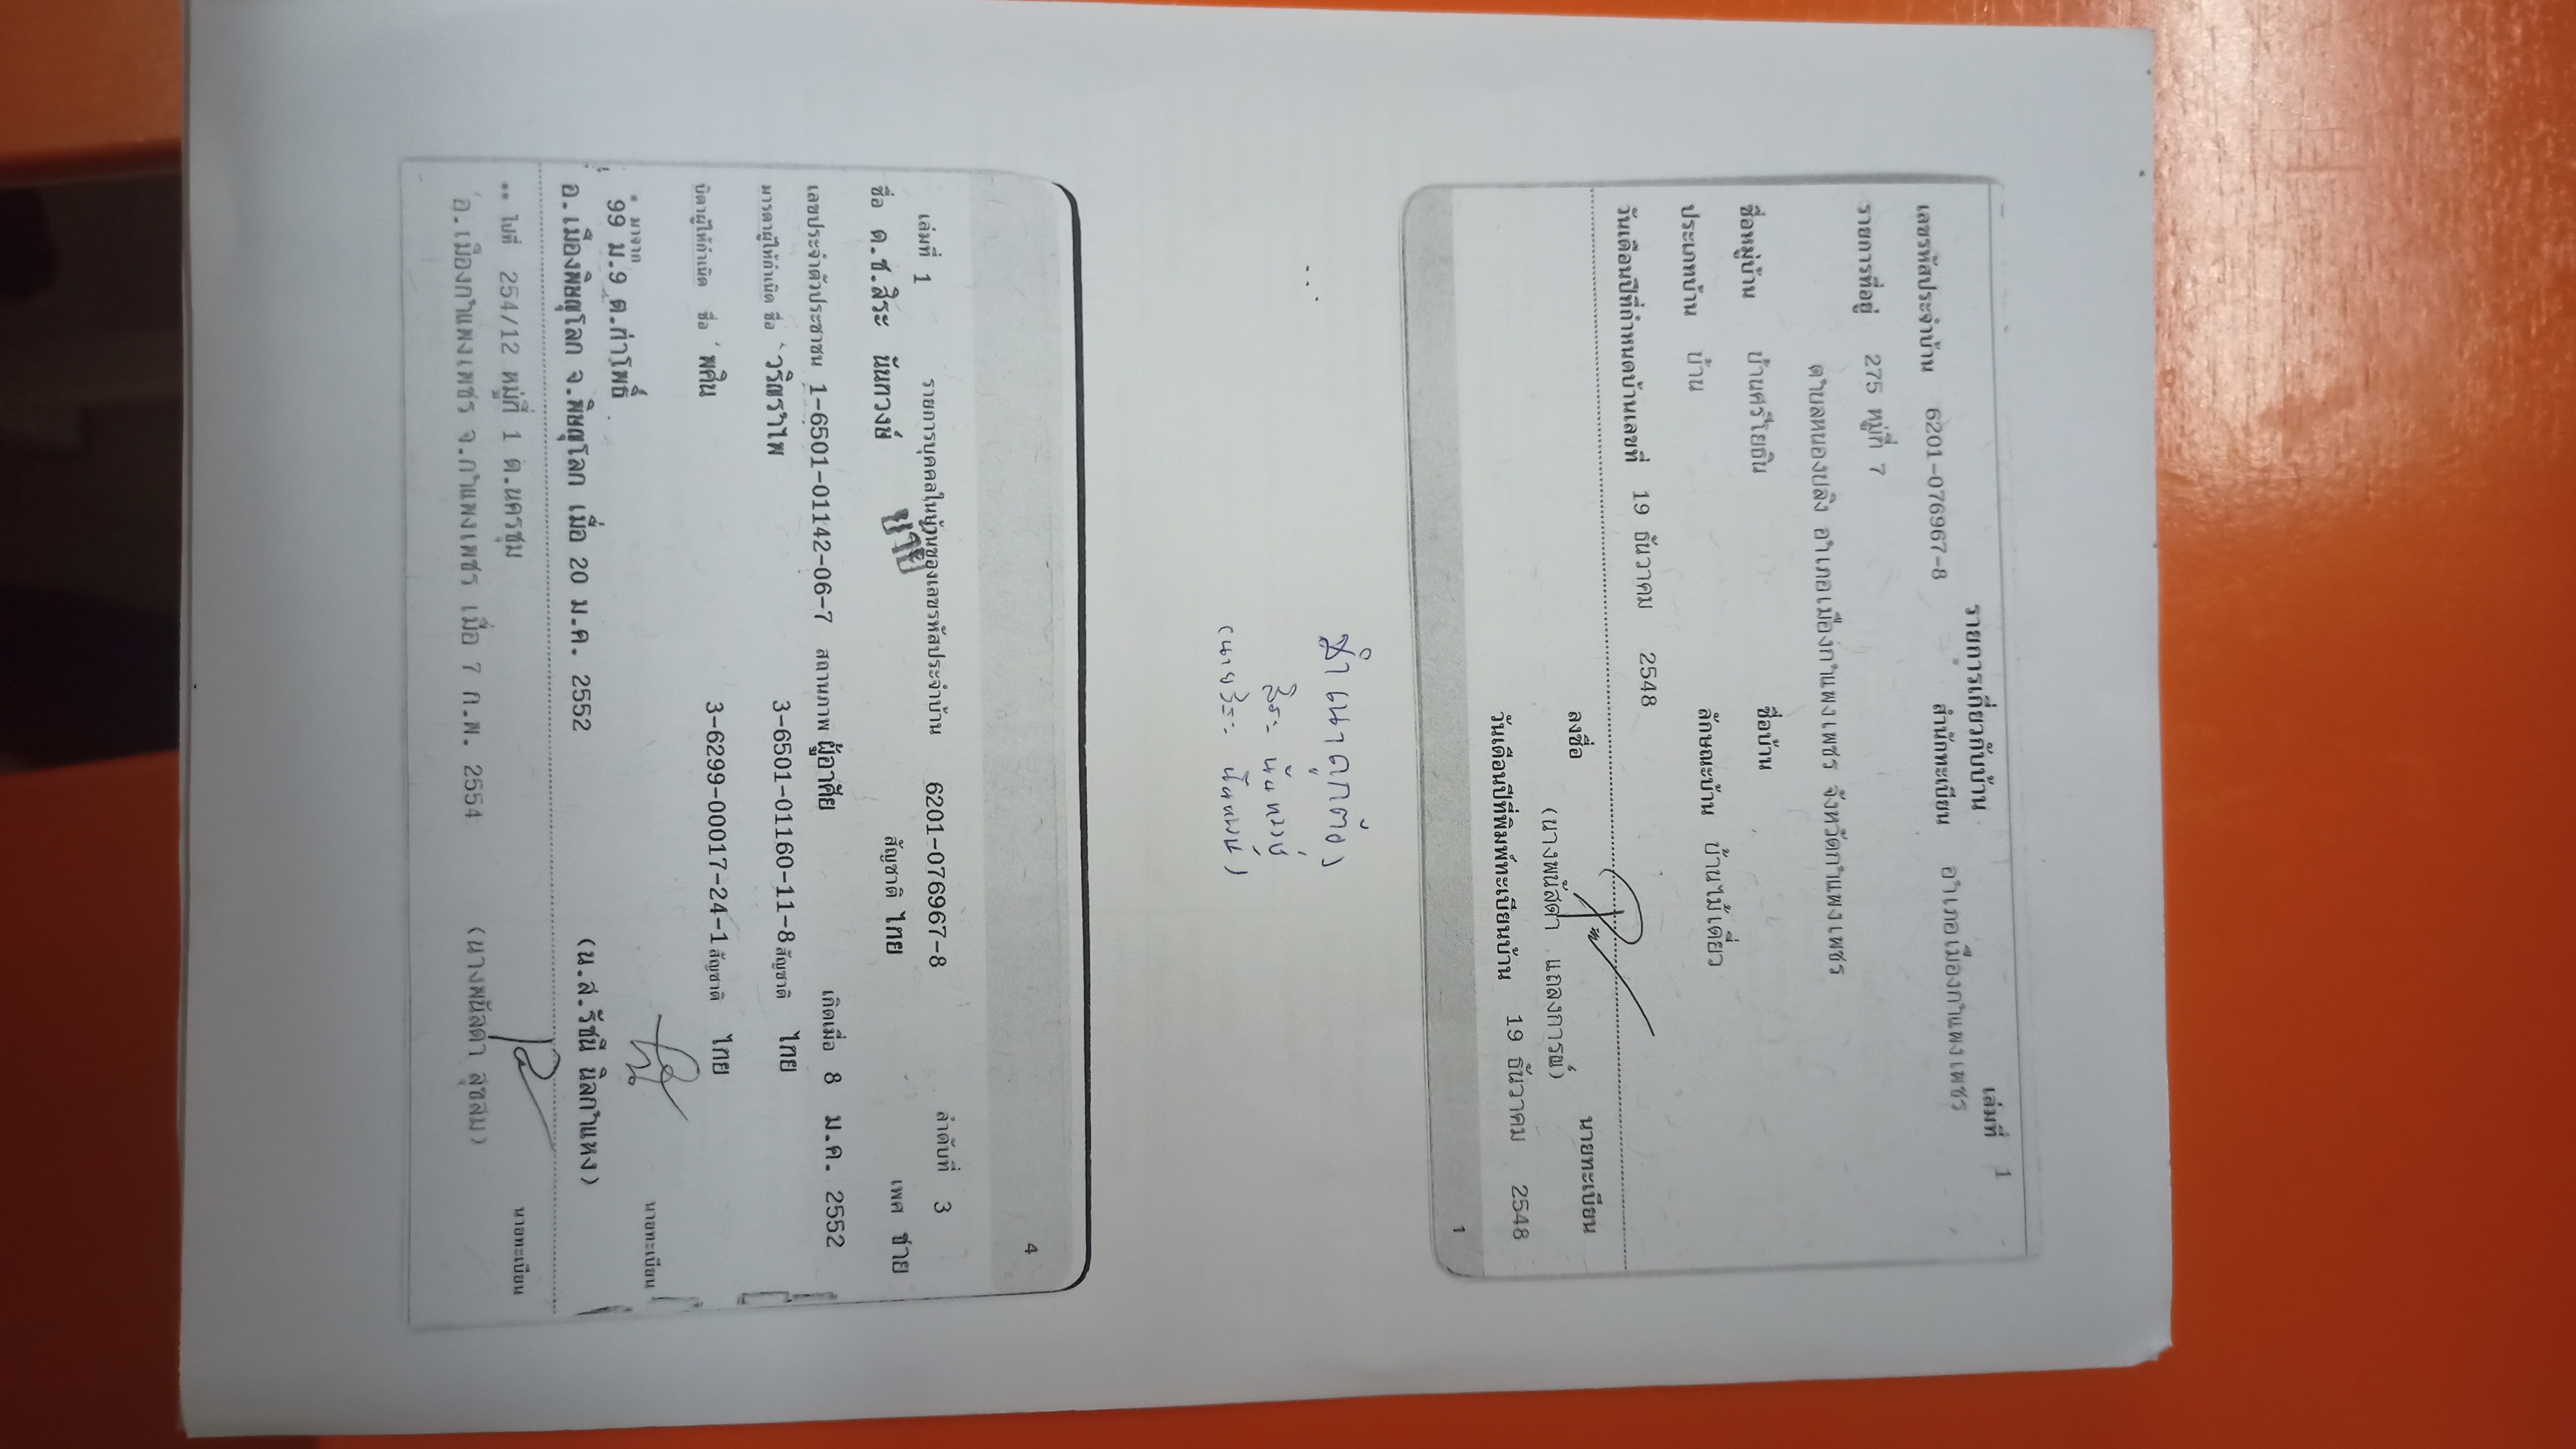 รายการเกี่ยวกับบ้าน เล่มที่ 1
เลขรหัสประจำบ้าน 6201-076967-8 สำนักทะเบียน อำเภอเมืองกำแพงเพชร
รายการที่อยู่ 275 หมู่ที่ 7
ตำบลหนองปลิง อำเภอเมืองกำแพงเพชร จังหวัดกำแพงเพชร
ชื่อหมู่บ้าน บ้านศรีโยธิน ชื่อบ้าน
ประเภทบ้าน บ้าน ลักษณะบ้าน บ้านไม้เดี่ยว
วันเดือนปีที่กำหนดบ้านเลขที่ 19 ธันวาคม 2548
ลงชื่อ นายทะเบียน
(นางพนัสดา แถลงการณ์)
วันเดือนปีที่พิมพ์ทะเบียนบ้าน 19 ธันวาคม 2548
1
สำเนาถูกต้อง
สิระ นันทวงษ์
(นายสิระ นันทวงษ์)
4
เล่มที่ 1 รายการบุคคลในบ้านของเลขรหัสประจำบ้าน 6201-076967-8 ลำดับที่ 3
ชื่อ ด.ช.สิระ นันทวงษ์ สัญชาติ ไทย เพศ ชาย
ย้าย
เลขประจำตัวประชาชน 1-6501-01142-06-7 สถานภาพ ผู้อาศัย เกิดเมื่อ 8 ม.ค. 2552
มารดาผู้ให้กำเนิด ชื่อ วริณรำไพ 3-6501-01160-11-8 สัญชาติ ไทย
บิดาผู้ให้กำเนิด ชื่อ พศิน 3-6299-00017-24-1 สัญชาติ ไทย
* มาจาก
99 ม.9 ต.ท่าโพธิ์ นายทะเบียน
อ.เมืองพิษณุโลก จ.พิษณุโลก เมื่อ 20 ม.ค. 2552 (น.ส.รัชนี นิลกำแหง)
** ไปที่ 254/12 หมู่ที่ 1 ต.นครชุม นายทะเบียน
อ.เมืองกำแพงเพชร จ.กำแพงเพชร เมื่อ 7 ก.พ. 2554 (นางพนัสดา สุขสม)